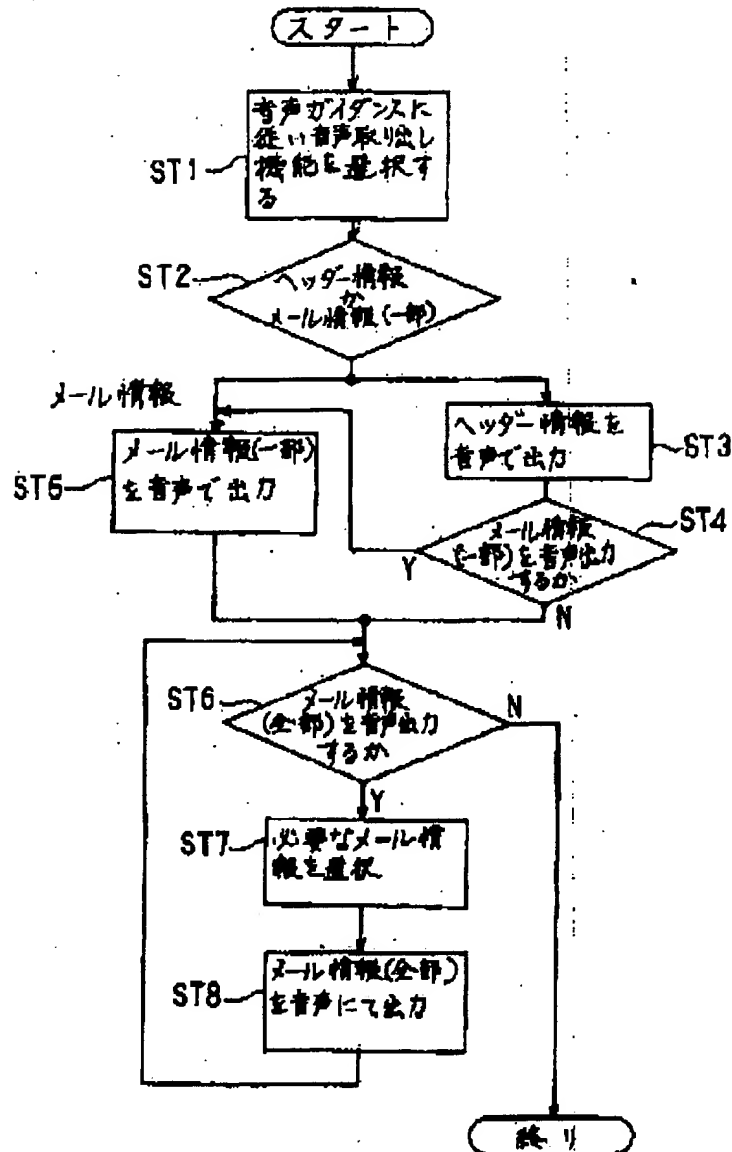 スタート
音声ガイダンスに
従い音声取り出し
機能を選択す
る
ST1
ST2
ヘッダー情報
か
メール情報(一部)
メール情報
ヘッダー情報を
音声で出力
ST3
メール情報(一部)
を音声で出力
ST5
ST4
メール情報
(一部)を音声出力
するか
Y
N
ST6
メール情報
(全部)を音声出力
するか
N
Y
ST7
必要なメール情
報を選択
ST8
メール情報(全部)
を音声にて出力
終り